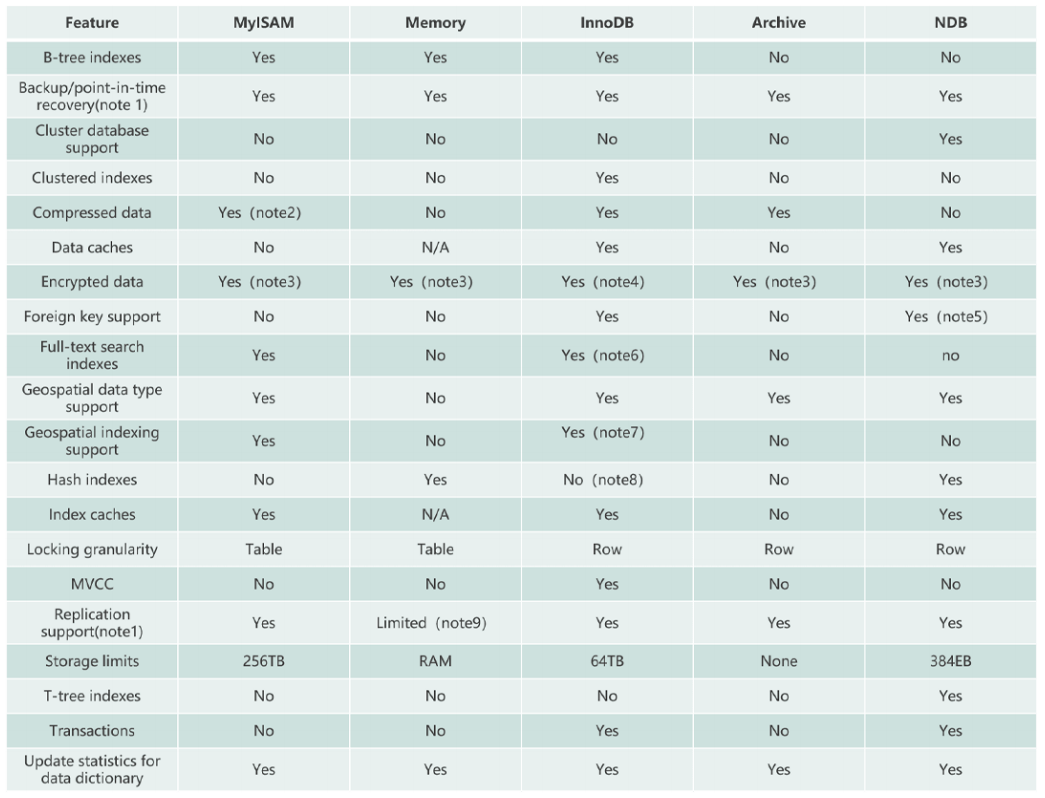 Feature MyISAM Memory InnoDB Archive NDB
B-tree indexes Yes Yes Yes No No
Backup/point-in-time
recovery(note 1) Yes Yes Yes Yes Yes
Cluster database
support No No No No Yes
Clustered indexes No No Yes No No
Compressed data Yes (note2) No Yes Yes No
Data caches No N/A Yes No Yes
Encrypted data Yes (note3) Yes (note3) Yes (note4) Yes (note3) Yes (note3)
Foreign key support No No Yes No Yes (note5)
Full-text search
indexes Yes No Yes (note6) No no
Geospatial data type
support Yes No Yes Yes Yes
Geospatial indexing
support Yes No Yes (note7) No No
Hash indexes No Yes No (note8) No Yes
Index caches Yes N/A Yes No Yes
Locking granularity Table Table Row Row Row
MVCC No No Yes No No
Replication
support(note1) Yes Limited (note9) Yes Yes Yes
Storage limits 256TB RAM 64TB None 384EB
T-tree indexes No No No No Yes
Transactions No No Yes No Yes
Update statistics for
data dictionary Yes Yes Yes Yes Yes